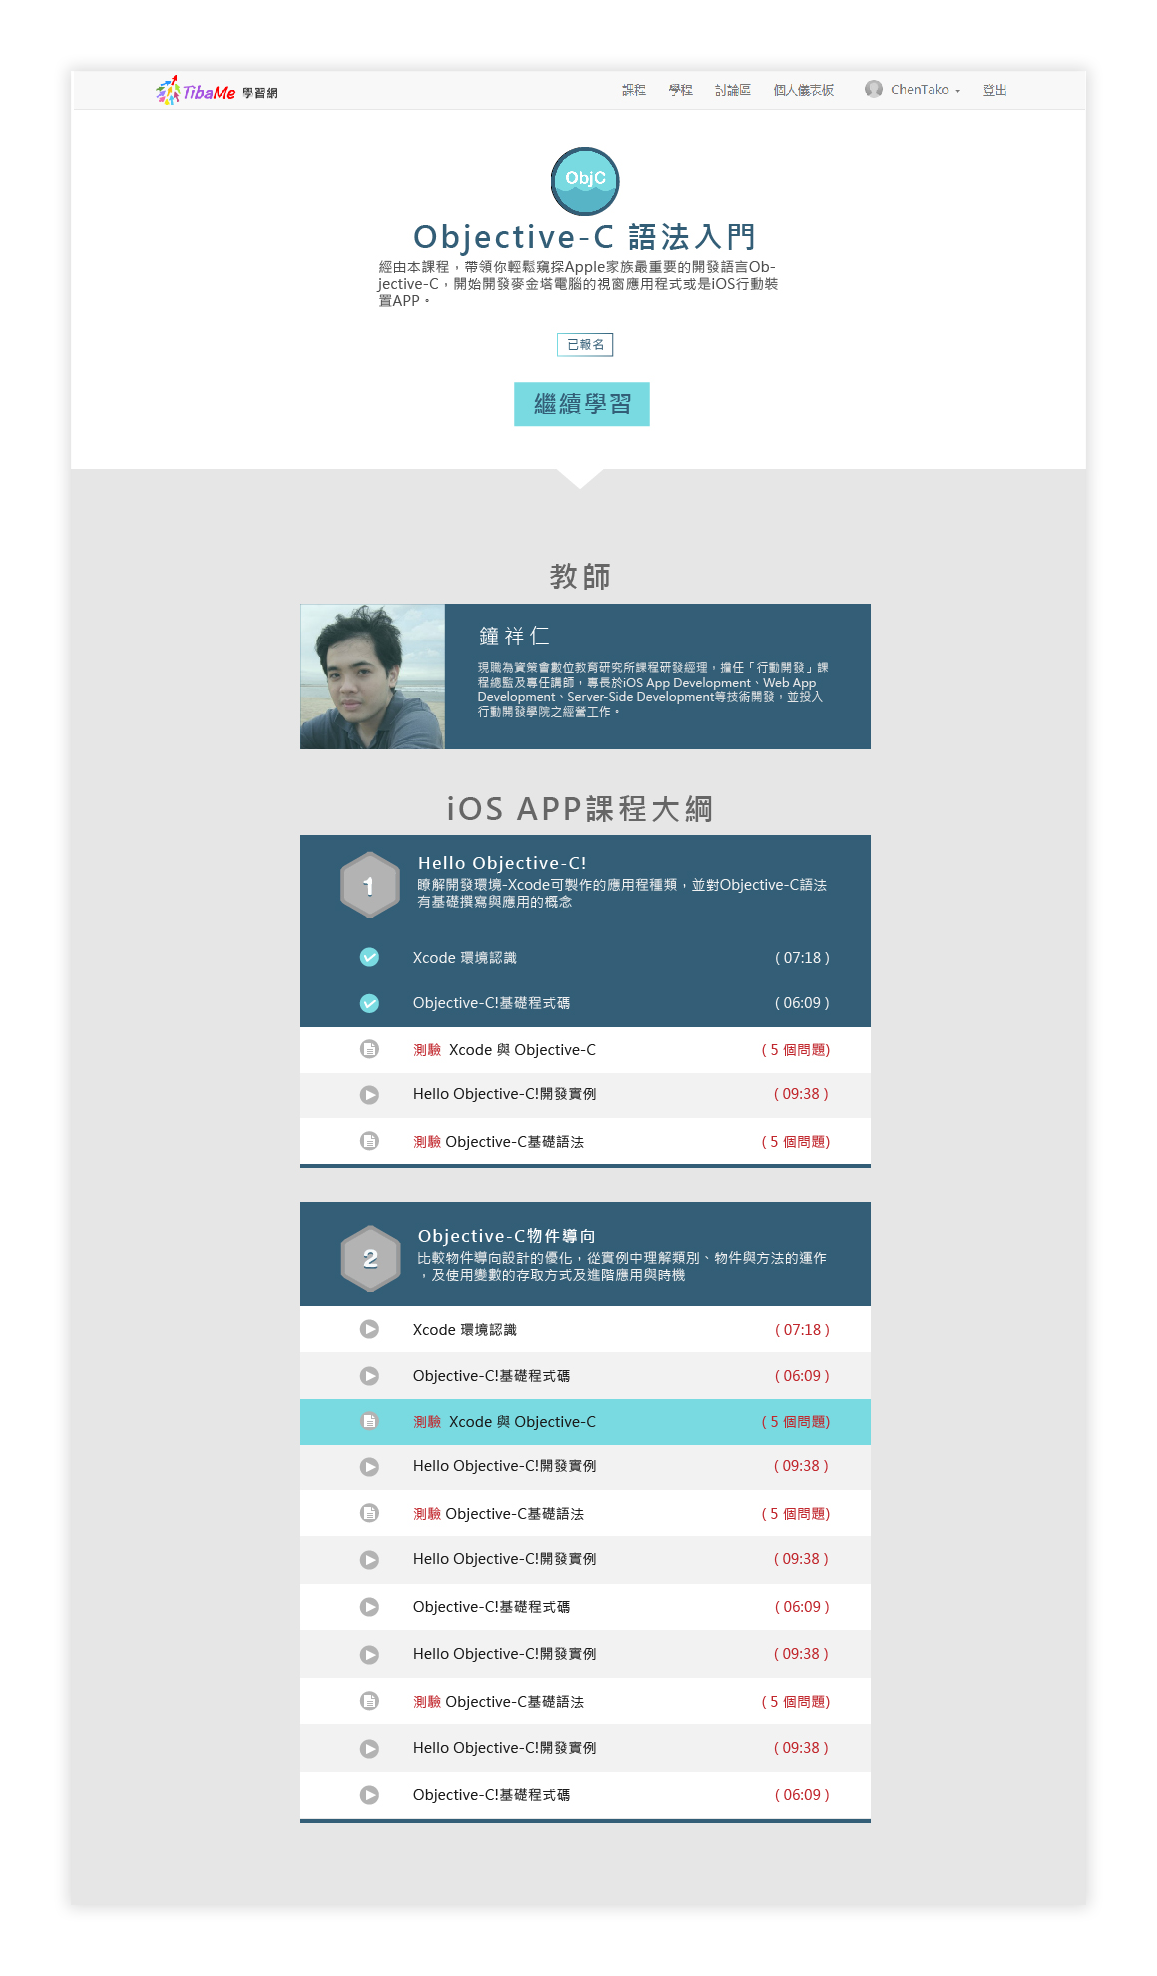 TibaMe 學習網
課程 學程 討論區 個人儀表板 ChenTako 登出
ObjC
Objective-C 語法入門
經由本課程，帶領你輕鬆窺探Apple家族最重要的開發語言Ob-
jective-C，開始開發麥金塔電腦的視窗應用程式或是iOS行動裝
置APP。
已報名
繼續學習
教師
鐘祥仁
現職為資策會數位教育研究所課程研發經理，擔任「行動開發」課
程總監及專任講師，專長於iOS App Development、Web App
Development、Server-Side Development等技術開發，並投入
行動開發學院之經營工作。
iOS APP課程大綱
1
Hello Objective-C!
瞭解開發環境-Xcode可製作的應用程種類，並對Objective-C語法
有基礎撰寫與應用的概念
Xcode 環境認識 ( 07:18 )
Objective-C!基礎程式碼 ( 06:09 )
測驗 Xcode 與 Objective-C ( 5 個問題)
Hello Objective-C!開發實例 ( 09:38 )
測驗 Objective-C基礎語法 ( 5 個問題)
2
Objective-C物件導向
比較物件導向設計的優化，從實例中理解類別、物件與方法的運作
，及使用變數的存取方式及進階應用與時機
Xcode 環境認識 ( 07:18 )
Objective-C!基礎程式碼 ( 06:09 )
測驗 Xcode 與 Objective-C ( 5 個問題)
Hello Objective-C!開發實例 ( 09:38 )
測驗 Objective-C基礎語法 ( 5 個問題)
Hello Objective-C!開發實例 ( 09:38 )
Objective-C!基礎程式碼 ( 06:09 )
Hello Objective-C!開發實例 ( 09:38 )
測驗 Objective-C基礎語法 ( 5 個問題)
Hello Objective-C!開發實例 ( 09:38 )
Objective-C!基礎程式碼 ( 06:09 )